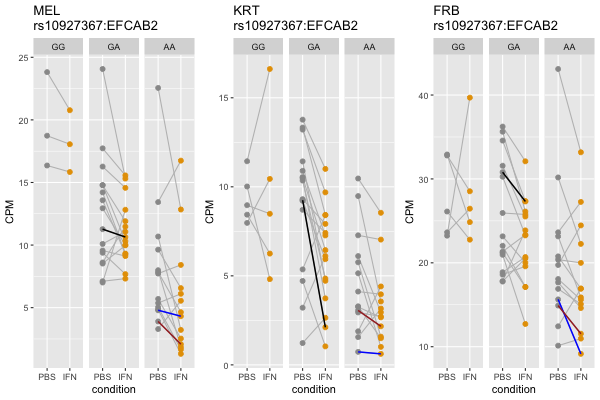 MEL
rs10927367:EFCAB2
GG GA AA
25
20
15
10
5
CPM
PBS IFN PBS IFN PBS IFN
condition
KRT
rs10927367:EFCAB2
GG GA AA
15
10
5
0
CPM
PBS IFN PBS IFN PBS IFN
condition
FRB
rs10927367:EFCAB2
GG GA AA
40
30
20
10
CPM
PBS IFN PBS IFN PBS IFN
condition